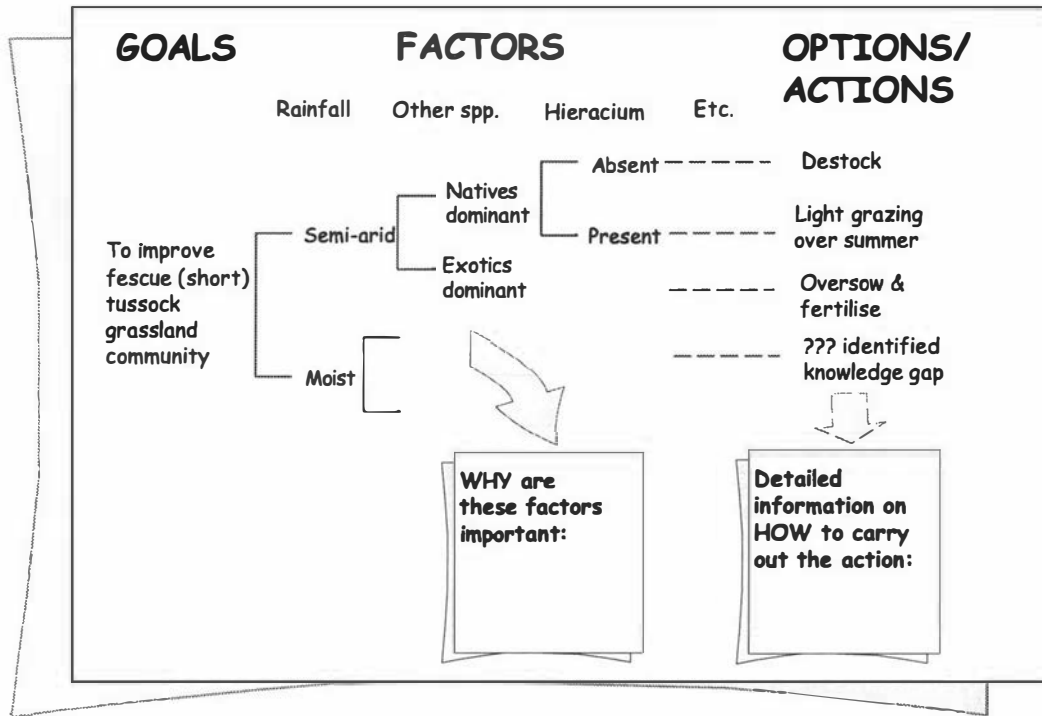 GOALS
FACTORS
OPTIONS/
ACTIONS
Rainfall
Other spp.
Hieracium
Etc.
To improve
fescue (short)
tussock
grassland
community
Semi-arid
Moist
Natives
dominant
Exotics
dominant
Absent
Present
Destock
Light grazing
over summer
Oversow &
fertilise
??? identified
knowledge gap
WHY are
these factors
important:
Detailed
information on
HOW to carry
out the action: